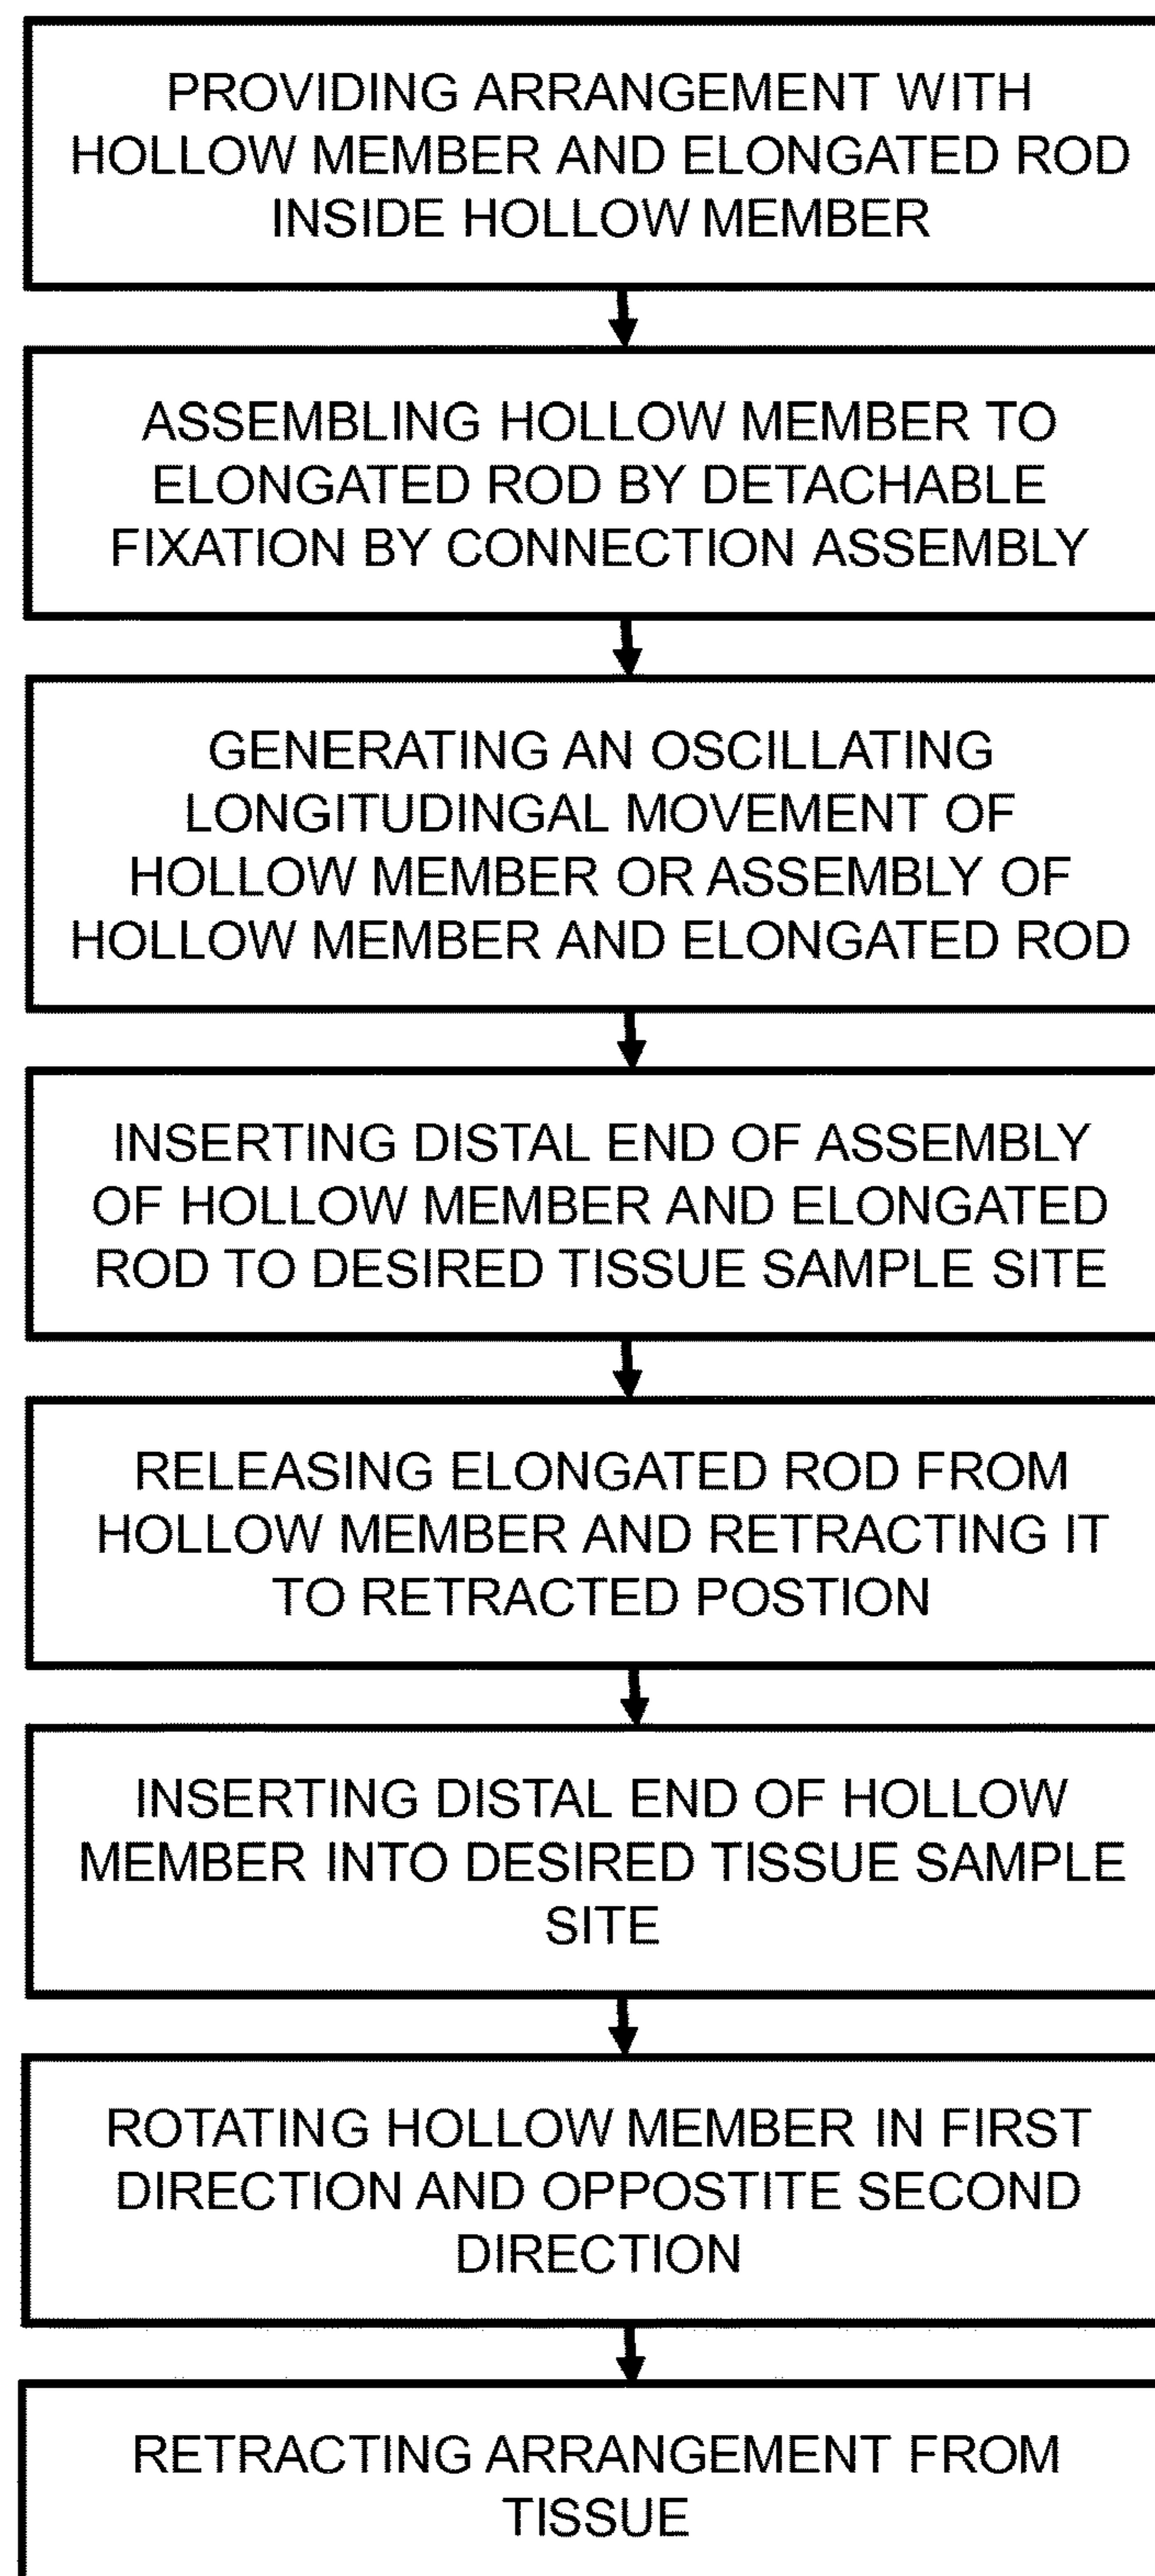 PROVIDING ARRANGEMENT WITH
HOLLOW MEMBER AND ELONGATED ROD
INSIDE HOLLOW MEMBER
ASSEMBLING HOLLOW MEMBER TO
ELONGATED ROD BY DETACHABLE
FIXATION BY CONNECTION ASSEMBLY
GENERATING AN OSCILLATING
LONGITUDINGAL MOVEMENT OF
HOLLOW MEMBER OR ASSEMBLY OF
HOLLOW MEMBER AND ELONGATED ROD
INSERTING DISTAL END OF ASSEMBLY
OF HOLLOW MEMBER AND ELONGATED
ROD TO DESIRED TISSUE SAMPLE SITE
RELEASING ELONGATED ROD FROM
HOLLOW MEMBER AND RETRACTING IT
TO RETRACTED POSTION
INSERTING DISTAL END OF HOLLOW
MEMBER INTO DESIRED TISSUE SAMPLE
SITE
ROTATING HOLLOW MEMBER IN FIRST
DIRECTION AND OPPOSTITE SECOND
DIRECTION
RETRACTING ARRANGEMENT FROM
TISSUE